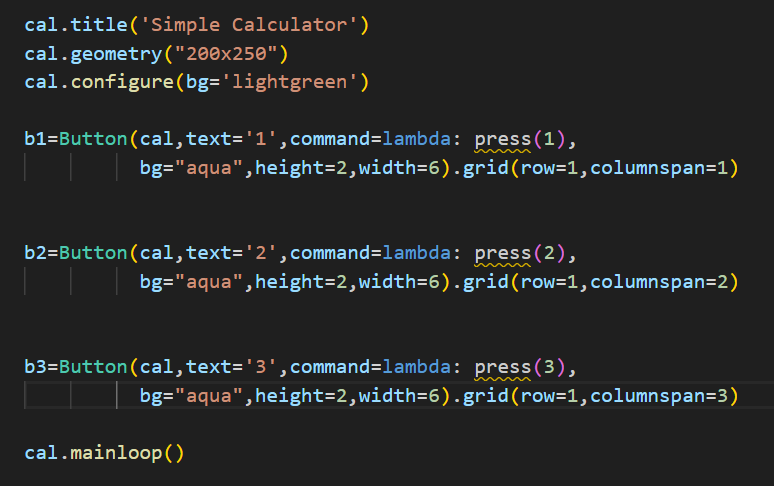 cal.title('Simple Calculator')
cal.geometry("200x250")
cal.configure(bg='lightgreen')
b1=Button(cal,text='1',command=lambda: press(1),
bg="aqua",height=2,width=6).grid(row=1,columnspan=1)
b2=Button(cal,text='2',command=lambda: press(2),
bg="aqua",height=2,width=6).grid(row=1,columnspan=2)
b3=Button(cal,text='3',command=lambda: press(3),
bg="aqua",height=2,width=6).grid(row=1,columnspan=3)
cal.mainloop()